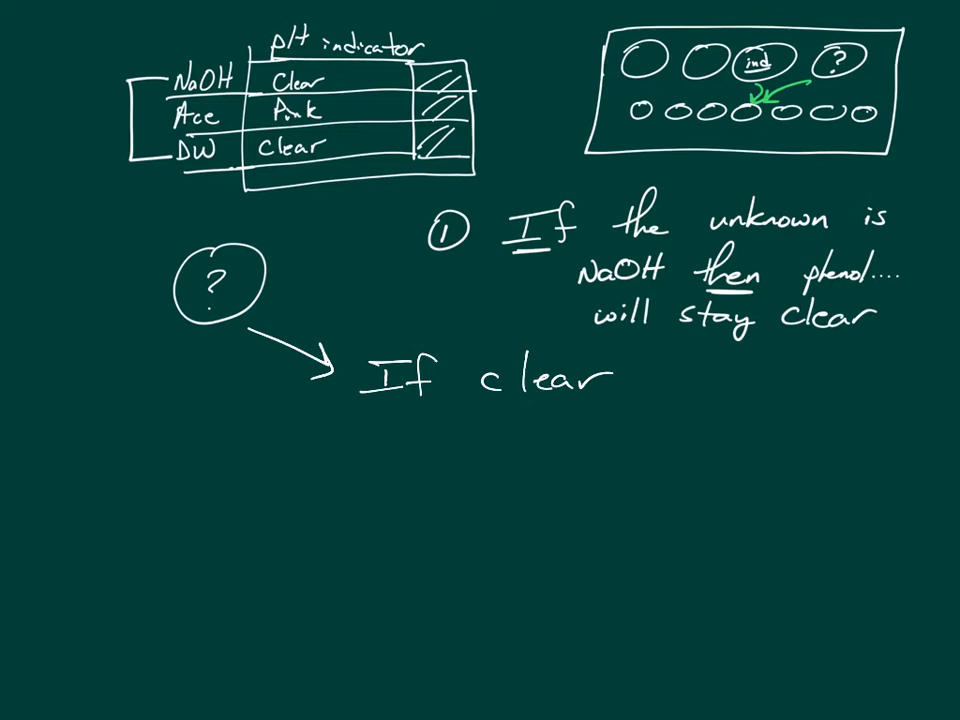 pH indicator
NaOH Clear
Ace Pink
DW Clear
ind ?
① If the unknown is
NaOH then phenol....
will stay clear
?
If clear